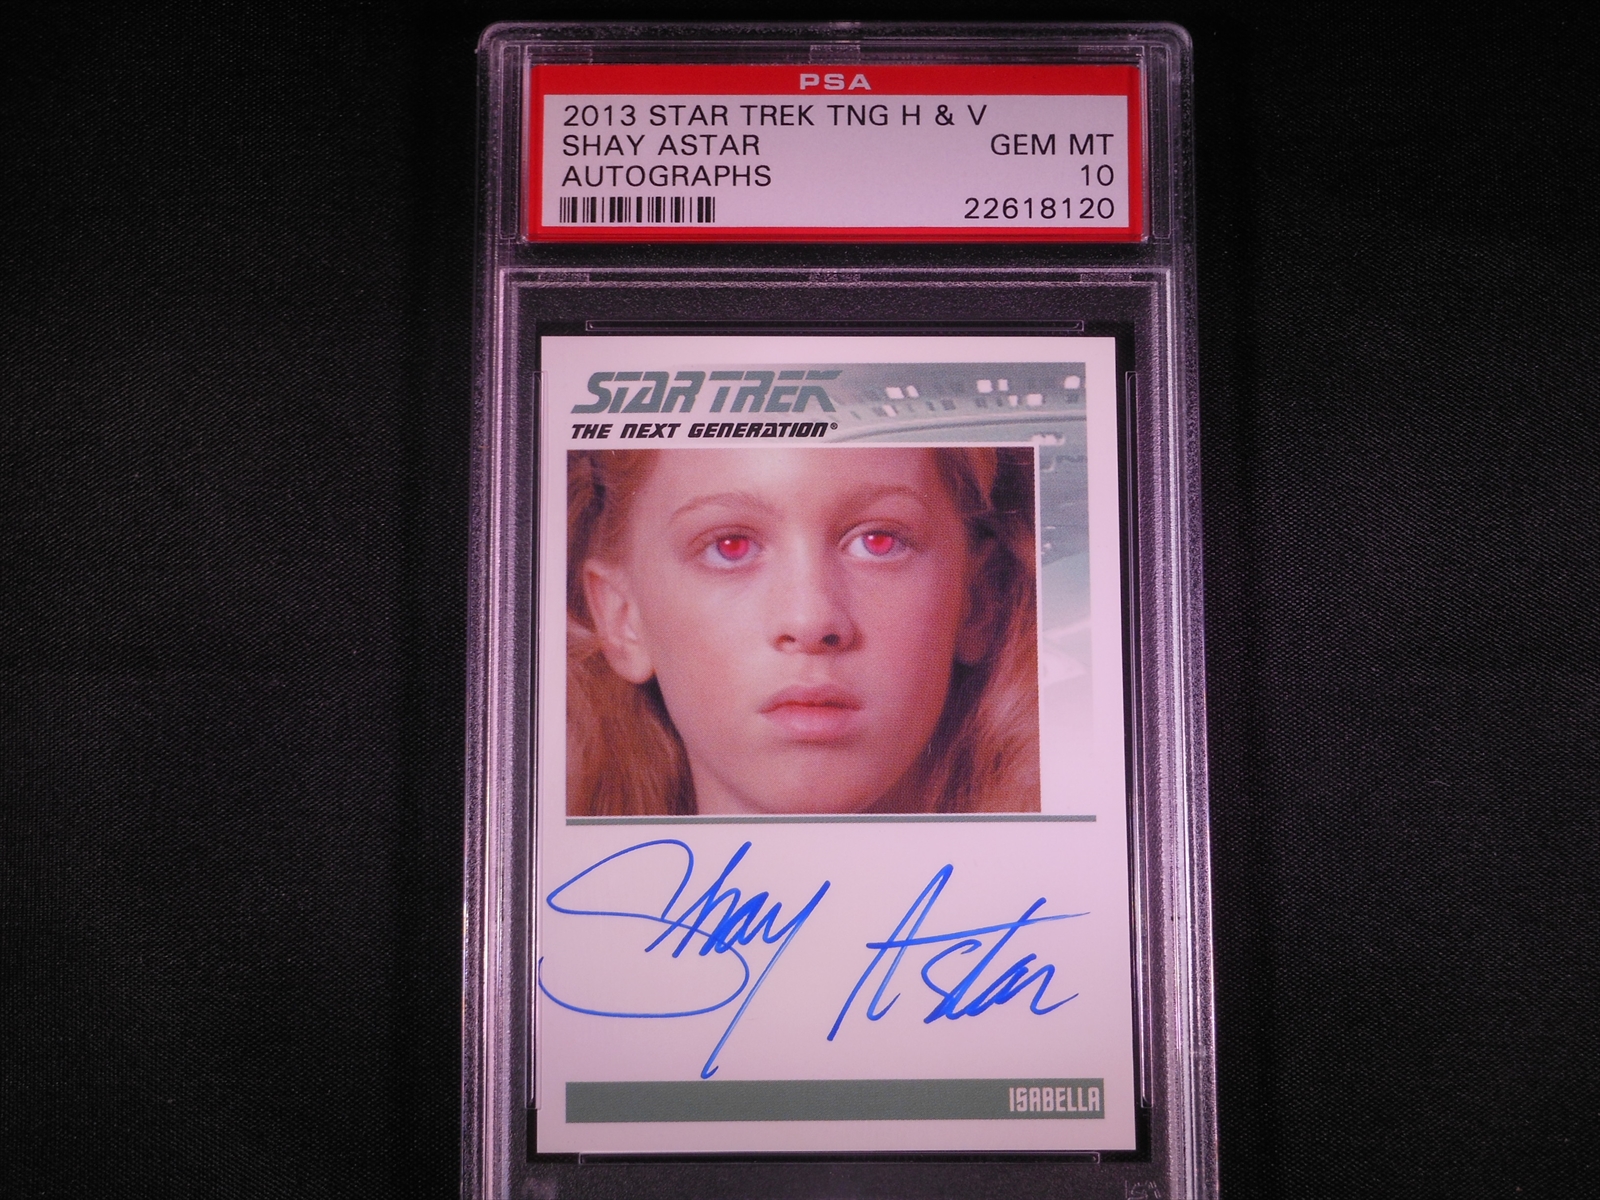 PSA
2013 STAR TREK TNG H & V
SHAY ASTAR GEM MT
AUTOGRAPHS 10
22618120
STAR TREK
THE NEXT GENERATION®
Shay Astar
ISABELLA